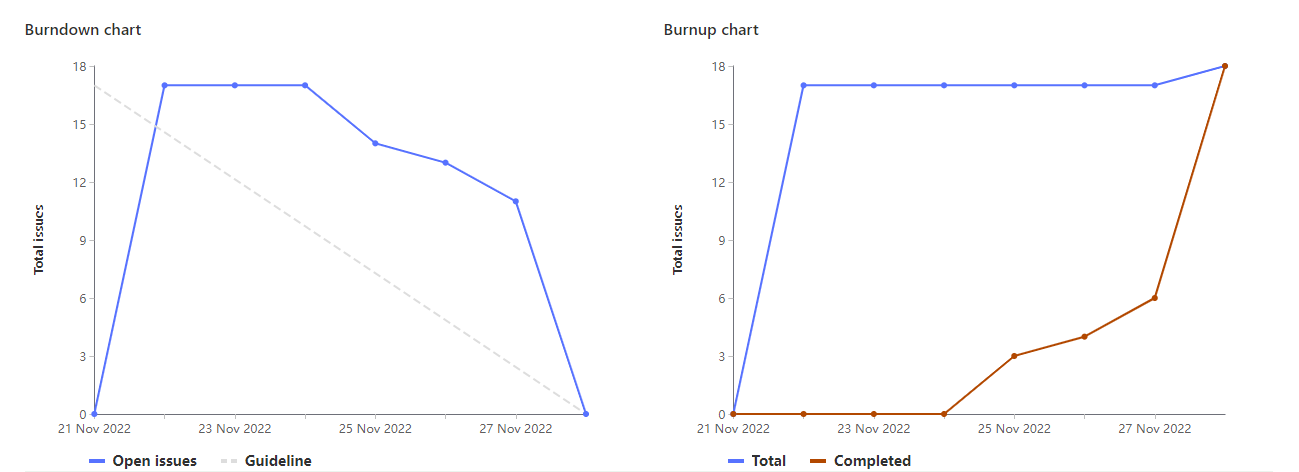 Burndown chart
Burnup chart
18
15
12
9
6
3
0
Total issues
21 Nov 2022
23 Nov 2022
25 Nov 2022
27 Nov 2022
Open issues
Guideline
18
15
12
9
6
3
0
Total issues
21 Nov 2022
23 Nov 2022
25 Nov 2022
27 Nov 2022
Total
Completed